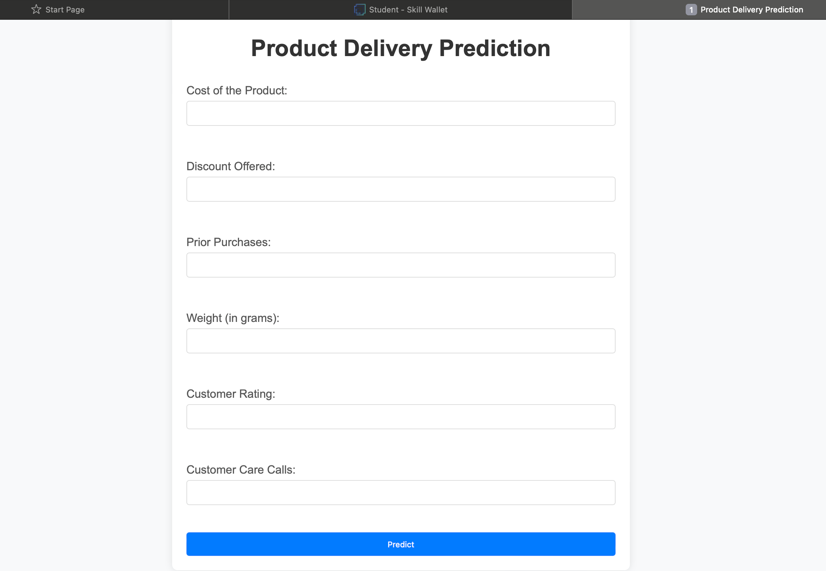 Start Page
Student - Skill Wallet
1 Product Delivery Prediction
Product Delivery Prediction
Cost of the Product:
Discount Offered:
Prior Purchases:
Weight (in grams):
Customer Rating:
Customer Care Calls:
Predict